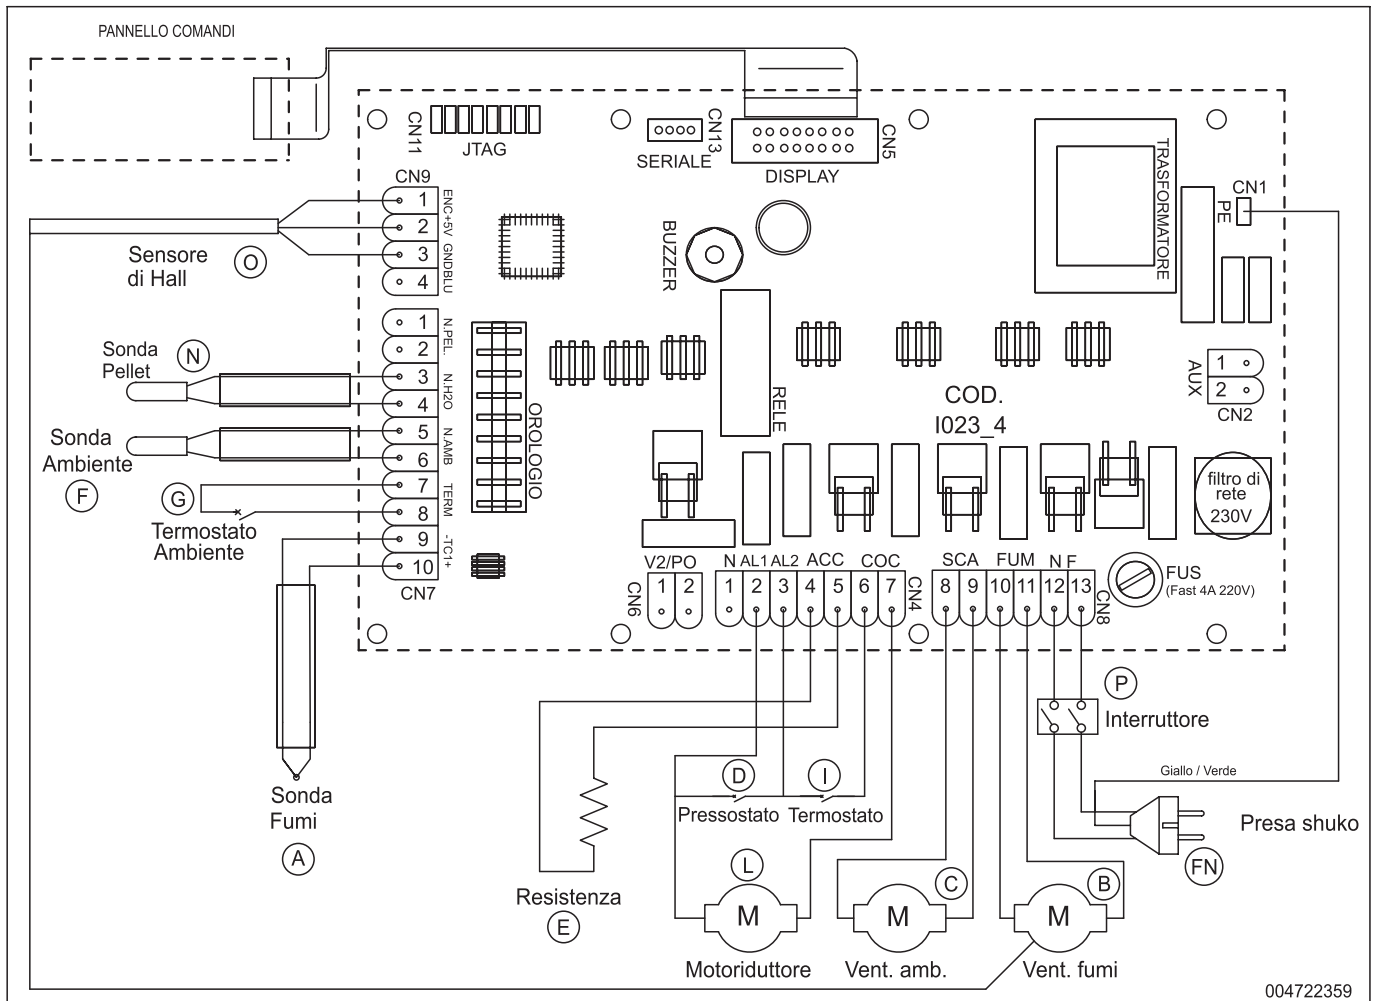 PANNELLO COMANDI
CN11
JTAG
CN13
SERIALE
CN5
DISPLAY
TRASFORMATORE
CN1
PE
CN9
1
2
3
4
ENC+5V
GNDBLU
Sensore
di Hall
O
BUZZER
RELE
1
2
3
4
5
6
7
8
9
10
N.PEL.
N.H2O
N.AMB
TERM
-TC1+
CN7
OROLOGIO
Sonda
Pellet
N
Sonda
Ambiente
F
G
Termostato
Ambiente
Sonda
Fumi
A
COD.
I023_4
1
2
AUX
CN2
filtro di
rete
230V
FUS
(Fast 4A 220V)
V2/PO
1 2
CN6
N AL1 AL2 ACC COC
1 2 3 4 5 6 7
CN4
SCA FUM N F
8 9 10 11 12 13
CN8
P
Interruttore
Giallo / Verde
Presa shuko
FN
D
Pressostato
I
Termostato
Resistenza
E
L
M
Motoriduttore
C
M
Vent. amb.
B
M
Vent. fumi
004722359